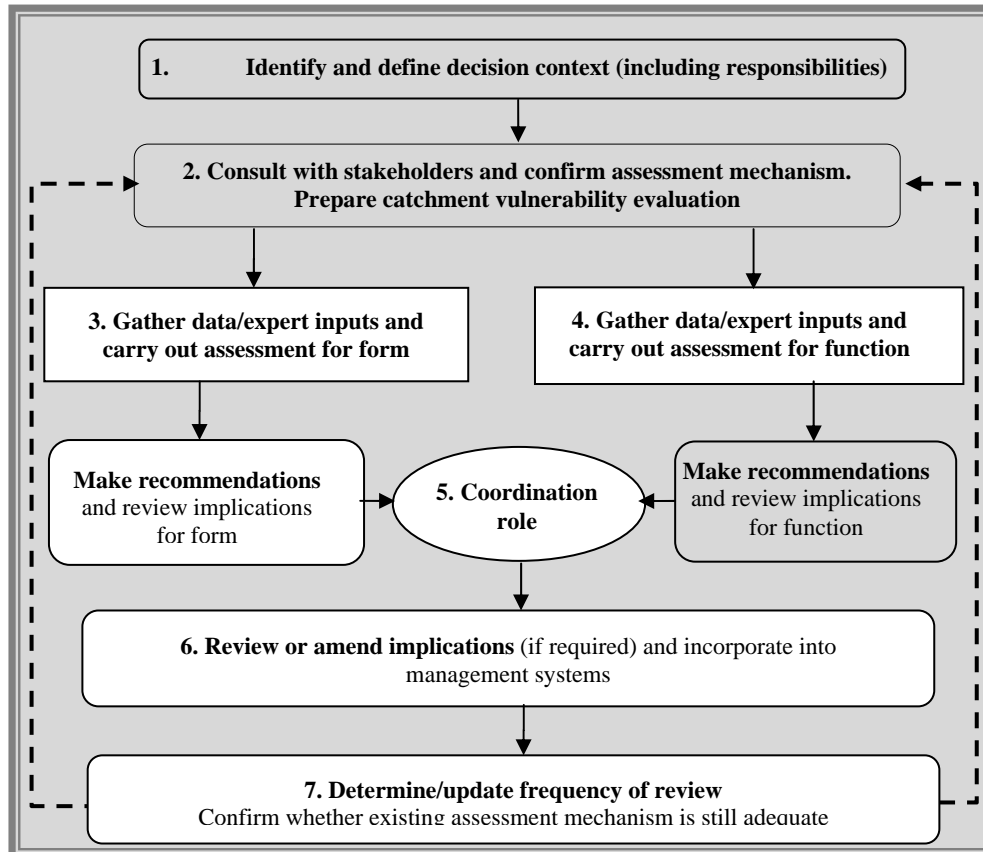 1. Identify and define decision context (including responsibilities)
2. Consult with stakeholders and confirm assessment mechanism.
Prepare catchment vulnerability evaluation
3. Gather data/expert inputs and
carry out assessment for form
4. Gather data/expert inputs and
carry out assessment for function
Make recommendations
and review implications
for form
5. Coordination
role
Make recommendations
and review implications
for function
6. Review or amend implications (if required) and incorporate into
management systems
7. Determine/update frequency of review
Confirm whether existing assessment mechanism is still adequate